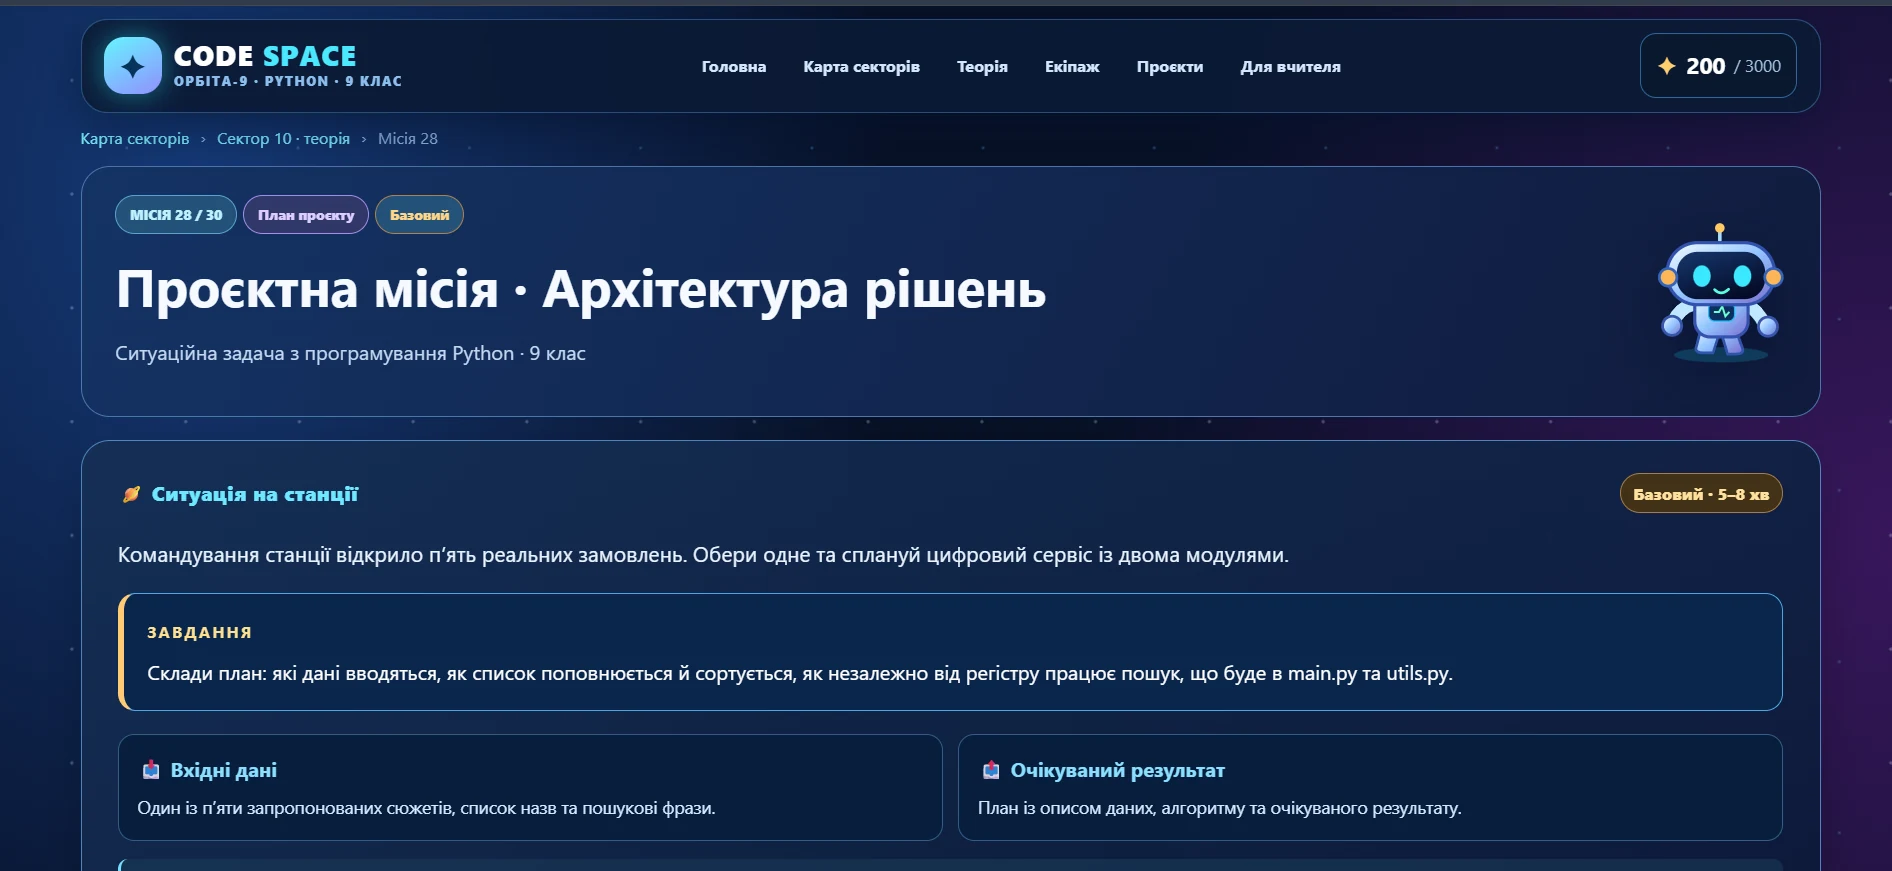 CODE SPACE
ОРБІТА-9 · PYTHON · 9 КЛАС
Головна
Карта секторів
Теорія
Екіпаж
Проєкти
Для вчителя
200 / 3000
Карта секторів › Сектор 10 · теорія › Місія 28
МІСІЯ 28 / 30
План проєкту
Базовий
Проєктна місія · Архітектура рішень
Ситуаційна задача з програмування Python · 9 клас
Ситуація на станції
Базовий · 5–8 хв
Командування станції відкрило п’ять реальних замовлень. Обери одне та сплануй цифровий сервіс із двома модулями.
ЗАВДАННЯ
Склади план: які дані вводяться, як список поповнюється й сортується, як незалежно від регістру працює пошук, що буде в main.py та utils.py.
Вхідні дані
Один із п’яти запропонованих сюжетів, список назв та пошукові фрази.
Очікуваний результат
План із описом даних, алгоритму та очікуваного результату.